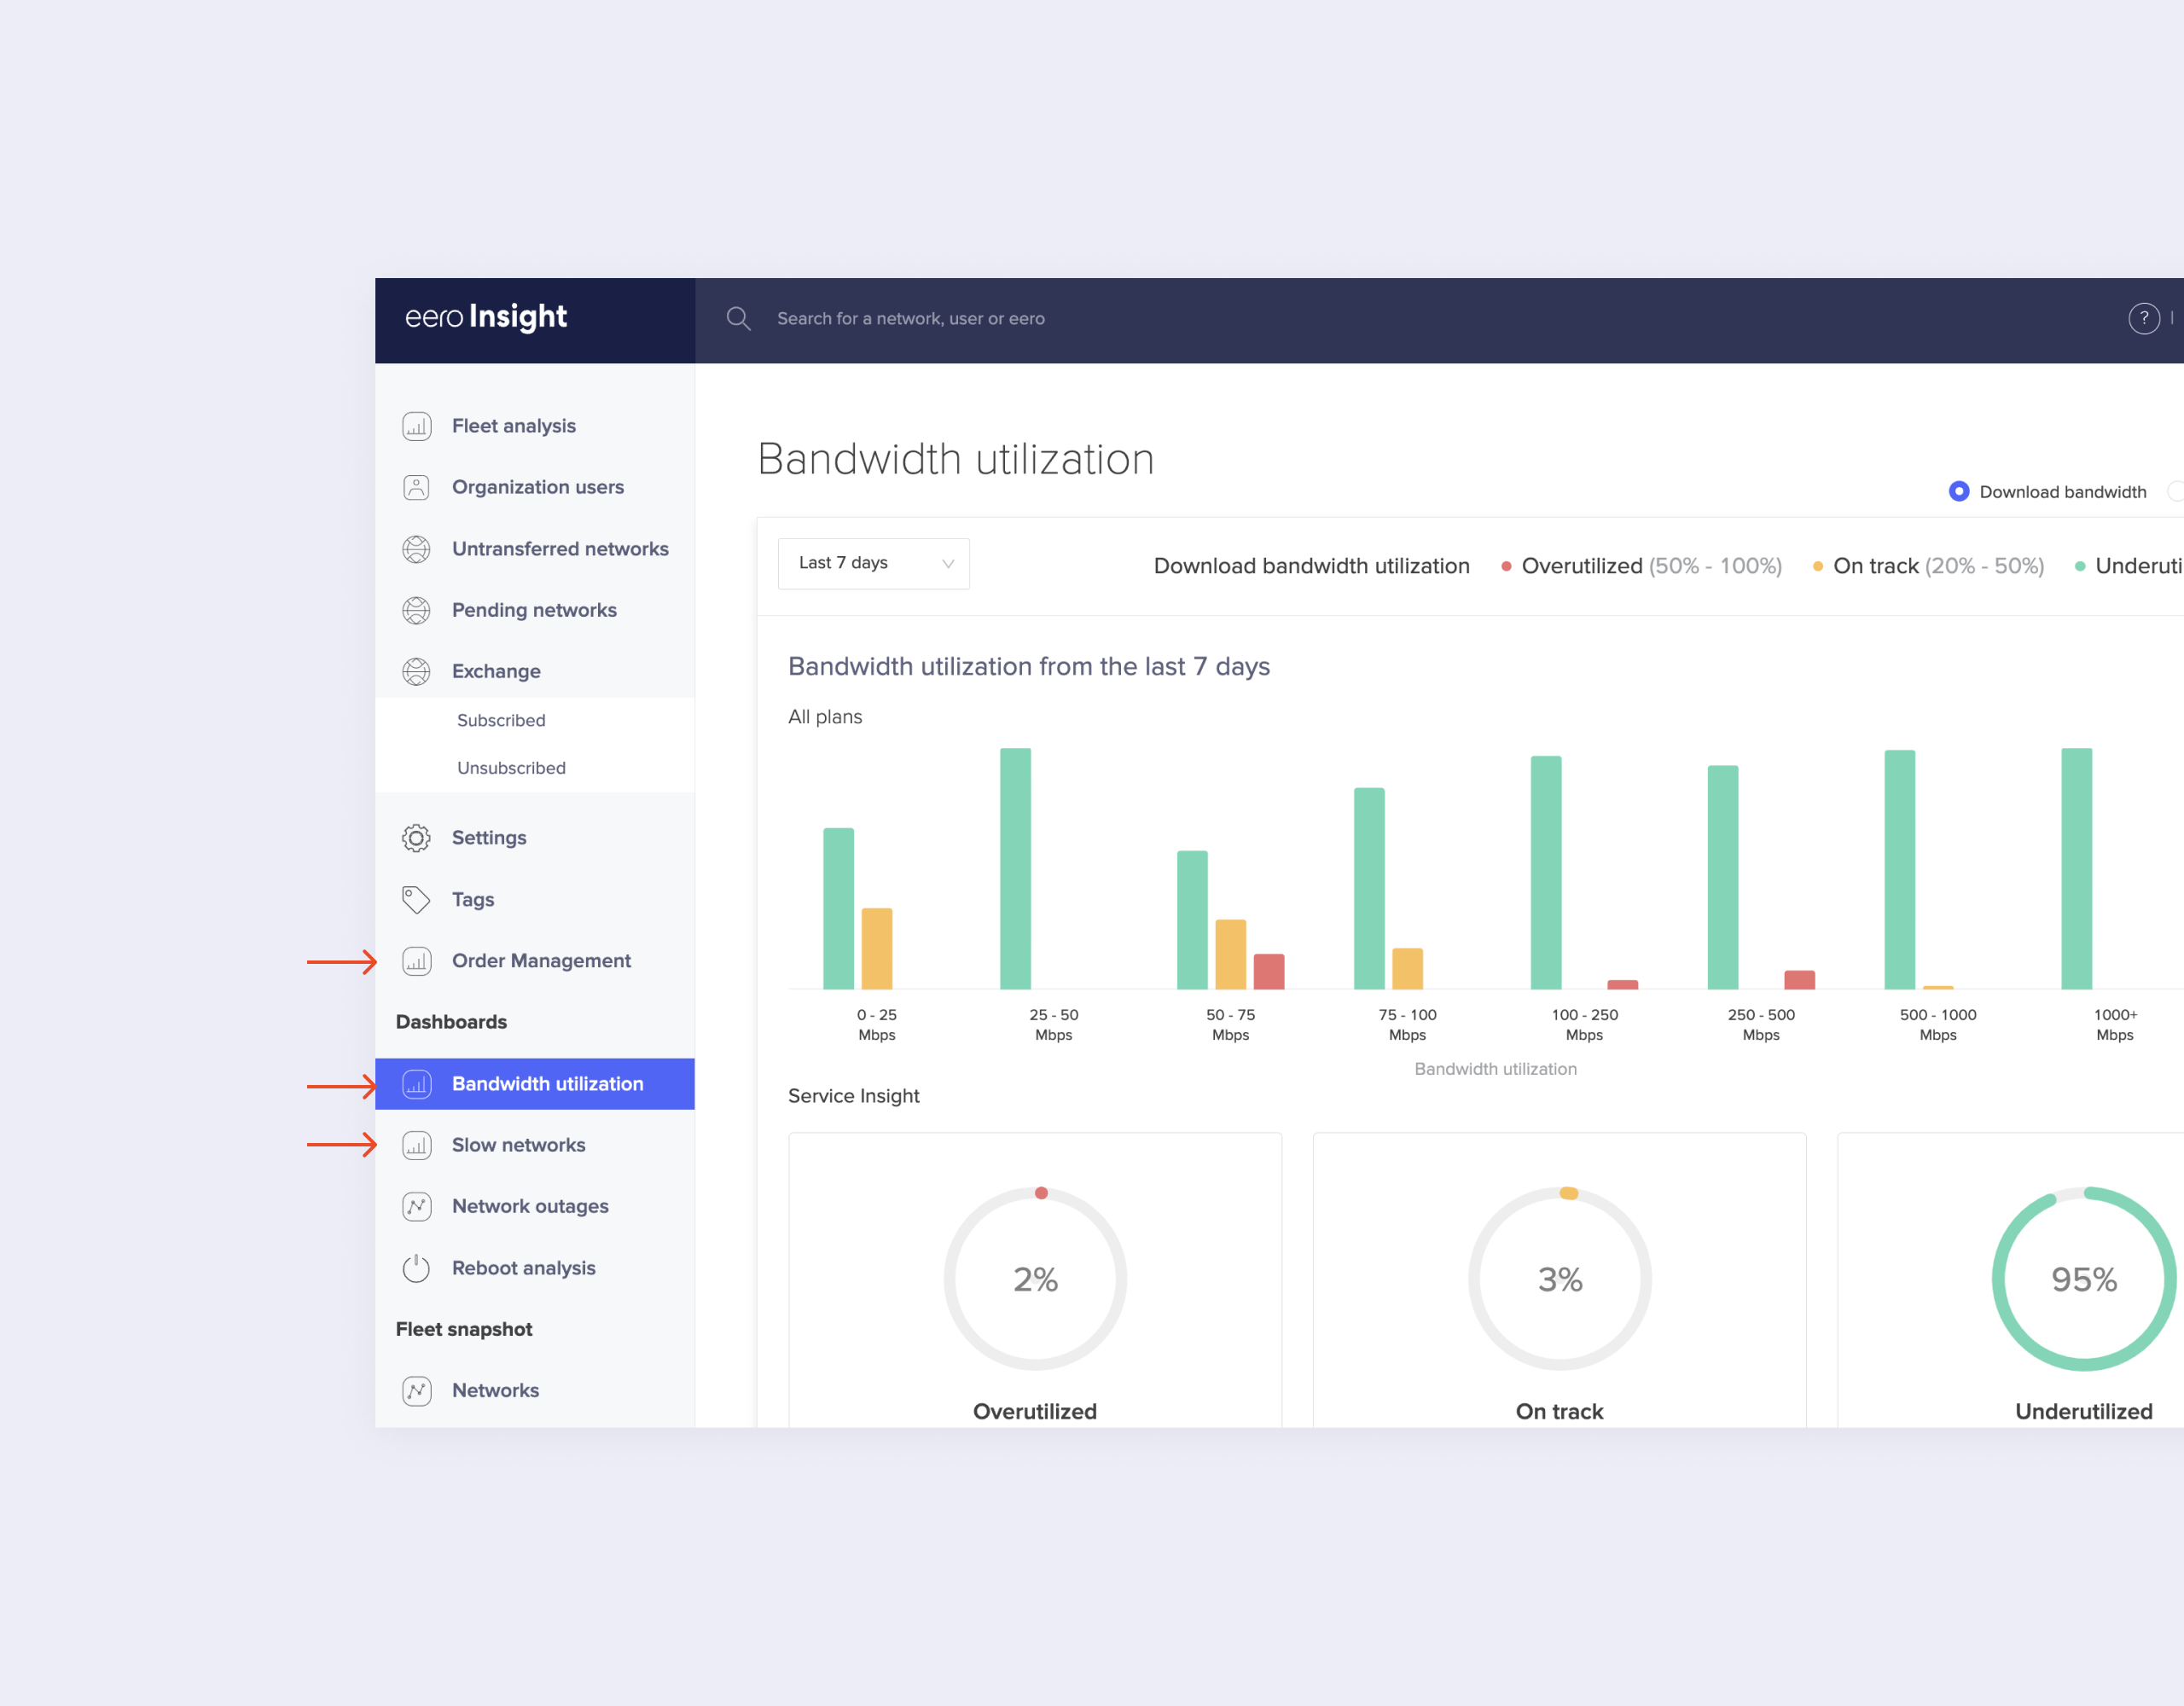 eero Insight
Search for a network, user or eero
?
Fleet analysis
Organization users
Untransferred networks
Pending networks
Exchange
Subscribed
Unsubscribed
Settings
Tags
Order Management
Dashboards
Bandwidth utilization
Slow networks
Network outages
Reboot analysis
Fleet snapshot
Networks
Bandwidth utilization
Download bandwidth
Last 7 days
Download bandwidth utilization
Overutilized (50% - 100%)
On track (20% - 50%)
Underuti
Bandwidth utilization from the last 7 days
All plans
0 - 25
Mbps
25 - 50
Mbps
50 - 75
Mbps
75 - 100
Mbps
100 - 250
Mbps
250 - 500
Mbps
500 - 1000
Mbps
1000+
Mbps
Bandwidth utilization
Service Insight
2%
Overutilized
3%
On track
95%
Underutilized